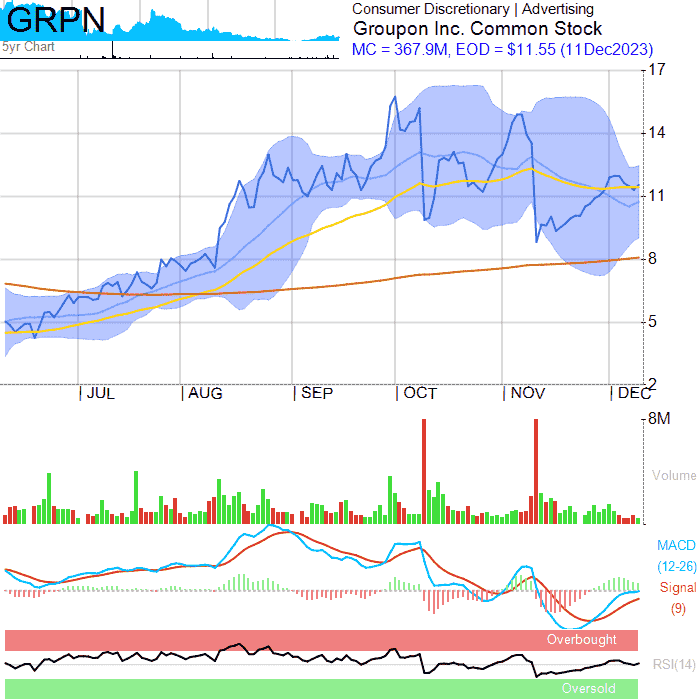 GRPN
5yr Chart
Consumer Discretionary | Advertising
Groupon Inc. Common Stock
MC = 367.9M, EOD = $11.55 (11Dec2023)
17
14
11
8
5
2
| JUL | AUG | SEP | OCT | NOV | DEC
8M
Volume
MACD
(12-26)
Signal
(9)
Overbought
RSI(14)
Oversold